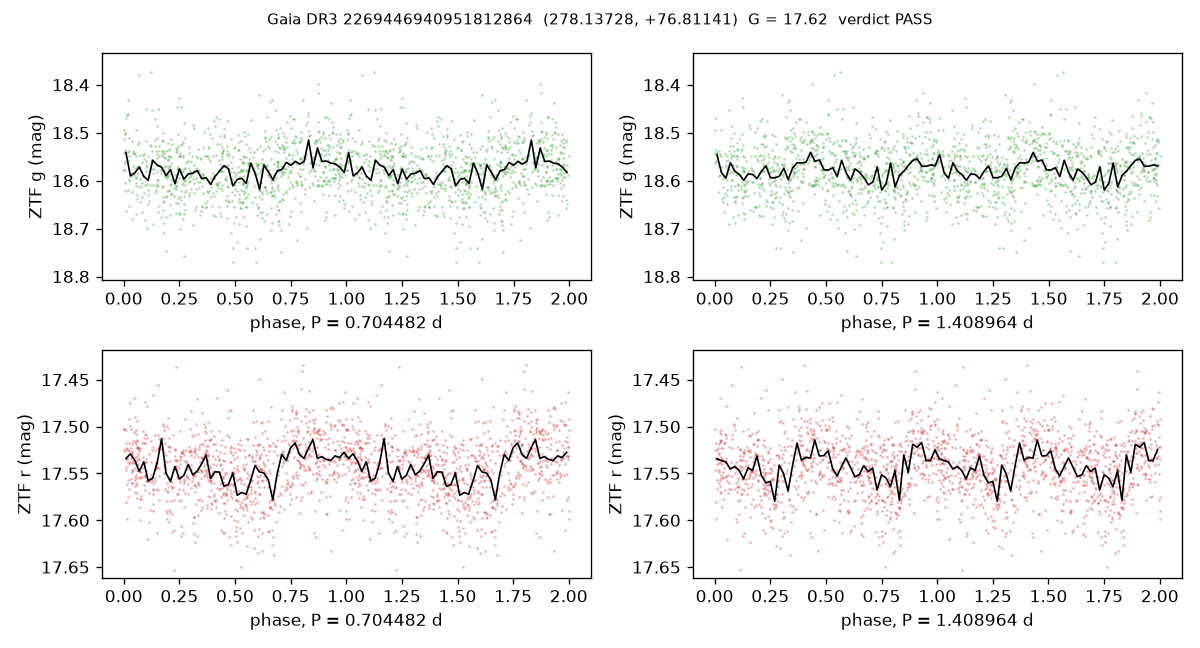 Gaia DR3 2269446940951812864 (278.13728, +76.81141) G = 17.62 verdict PASS
ZTF g (mag)
18.4
18.5
18.6
18.7
18.8
0.00 0.25 0.50 0.75 1.00 1.25 1.50 1.75 2.00
phase, P = 0.704482 d
ZTF g (mag)
18.4
18.5
18.6
18.7
18.8
0.00 0.25 0.50 0.75 1.00 1.25 1.50 1.75 2.00
phase, P = 1.408964 d
ZTF r (mag)
17.45
17.50
17.55
17.60
17.65
0.00 0.25 0.50 0.75 1.00 1.25 1.50 1.75 2.00
phase, P = 0.704482 d
ZTF r (mag)
17.45
17.50
17.55
17.60
17.65
0.00 0.25 0.50 0.75 1.00 1.25 1.50 1.75 2.00
phase, P = 1.408964 d